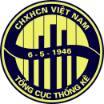 CHXHCN VIỆT NAM
6 - 5 - 1946
TỔNG CỤC THỐNG KÊ